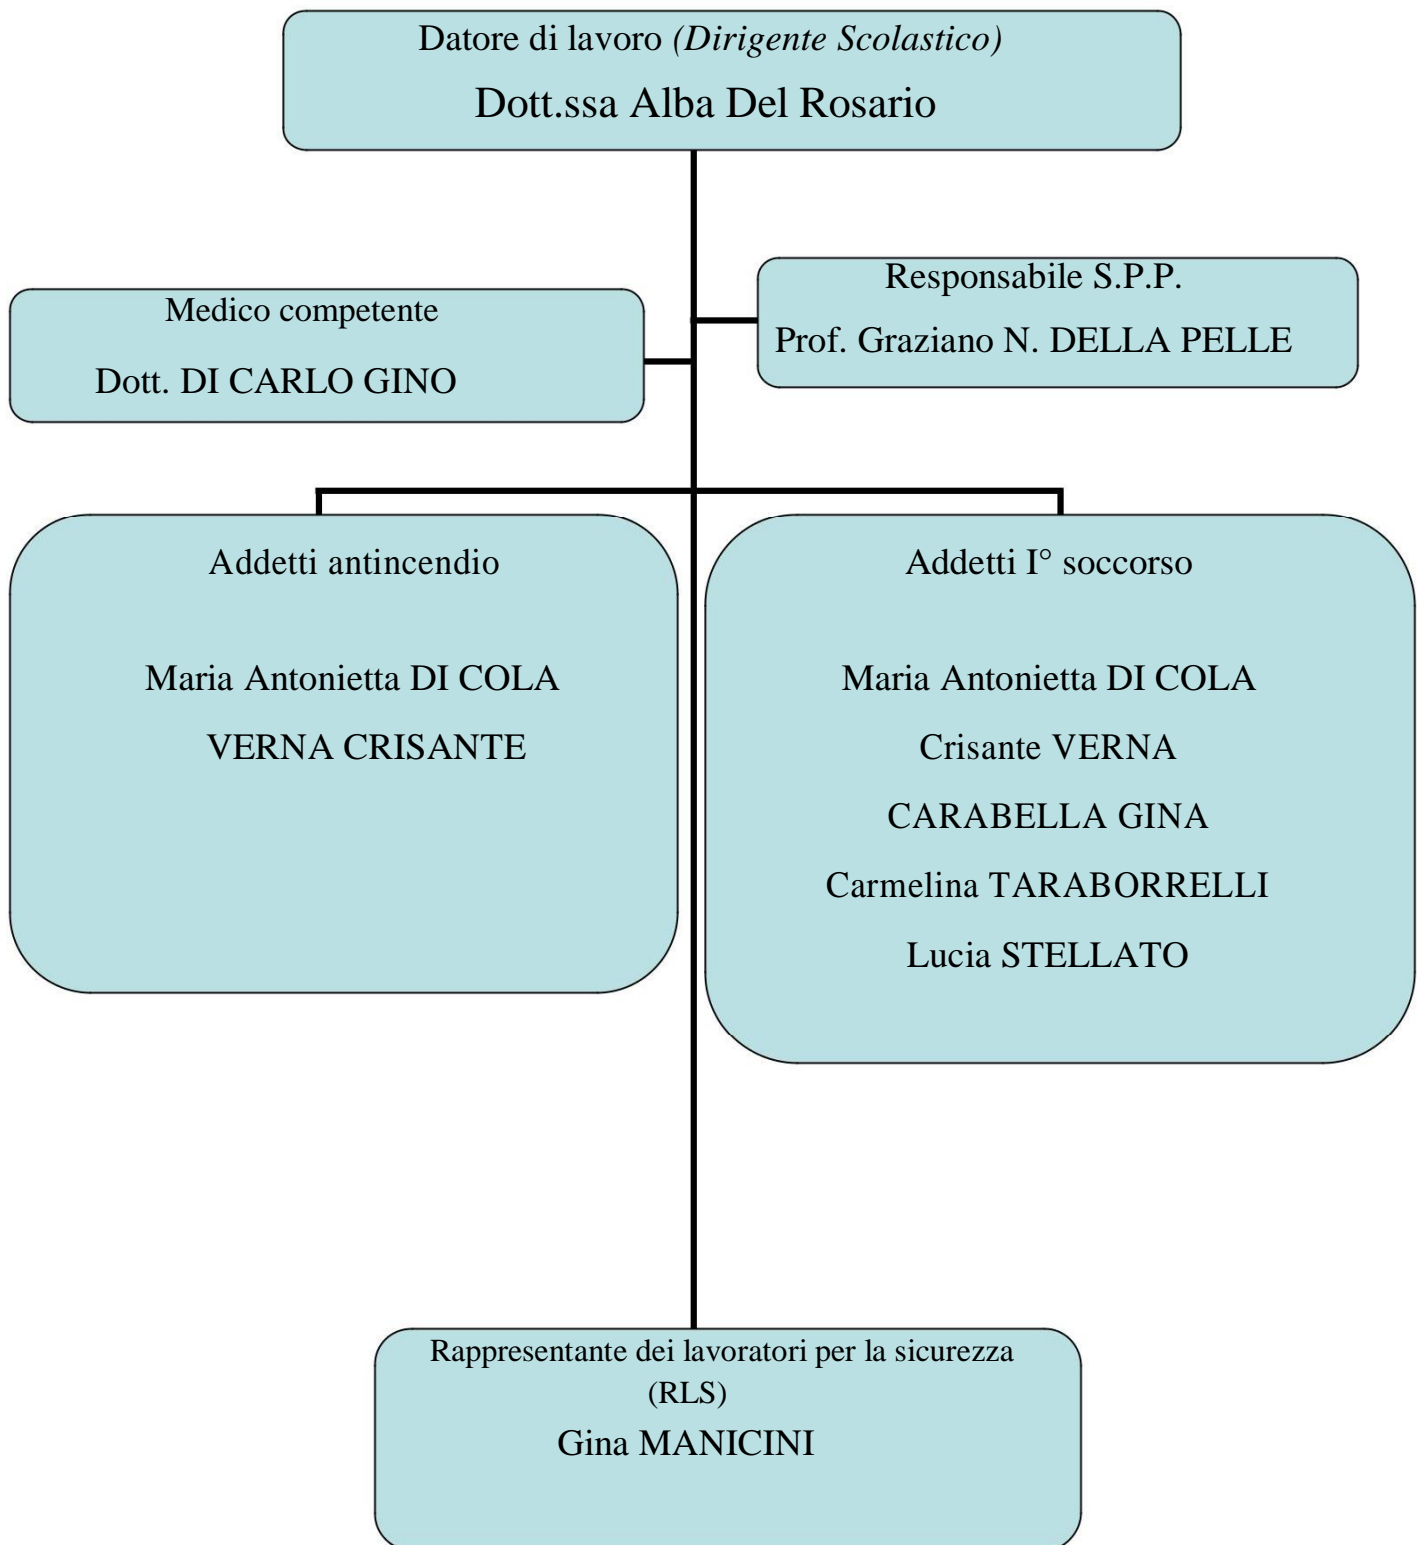 Datore di lavoro (Dirigente Scolastico)
Dott.ssa Alba Del Rosario
Responsabile S.P.P.
Prof. Graziano N. DELLA PELLE
Medico competente
Dott. DI CARLO GINO
Addetti antincendio
Maria Antonietta DI COLA
VERNA CRISANTE
Addetti I° soccorso
Maria Antonietta DI COLA
Crisante VERNA
CARABELLA GINA
Carmelina TARABORRELLI
Lucia STELLATO
Rappresentante dei lavoratori per la sicurezza
(RLS)
Gina MANICINI